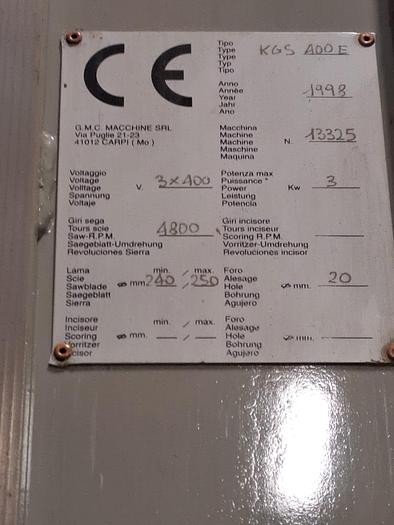 CE
Tipo
Type
Type
Typ
Tipo
KGS 400 E
Anno
Année
Year
Jahr
Ano
1998
G.M.C. MACCHINE SRL
Via Puglie 21-23
41012 CARPI ( Mo )
Macchina
Machine
Machine N. 13325
Maschine
Maquina
Voltaggio
Voltage
Volltage V. 3×400
Spannung
Voltaje
Potenza max
Puissance "
Power Kw 3
Leistung
Potencia
Giri sega
Tours scie
Saw-R.P.M. 4800
Saegeblatt-Umdrehung
Revoluciones Sierra
Giri incisore
Tours inciseur
Scoring R.P.M.
Vorritzer-Umdrehung
Revoluciones incisor
Lama min. / max.
Scie
Sawblade ⌀ mm. 240 / 250
Saegeblatt
Sierra
Foro
Alesage
Hole ⌀ mm. 20
Bohrung
Agujero
Incisore min. / max.
Inciseur
Scoring ⌀ mm. /
Vorritzer
Incisor
Foro
Alesage
Hole ⌀ mm.
Bohrung
Agujero